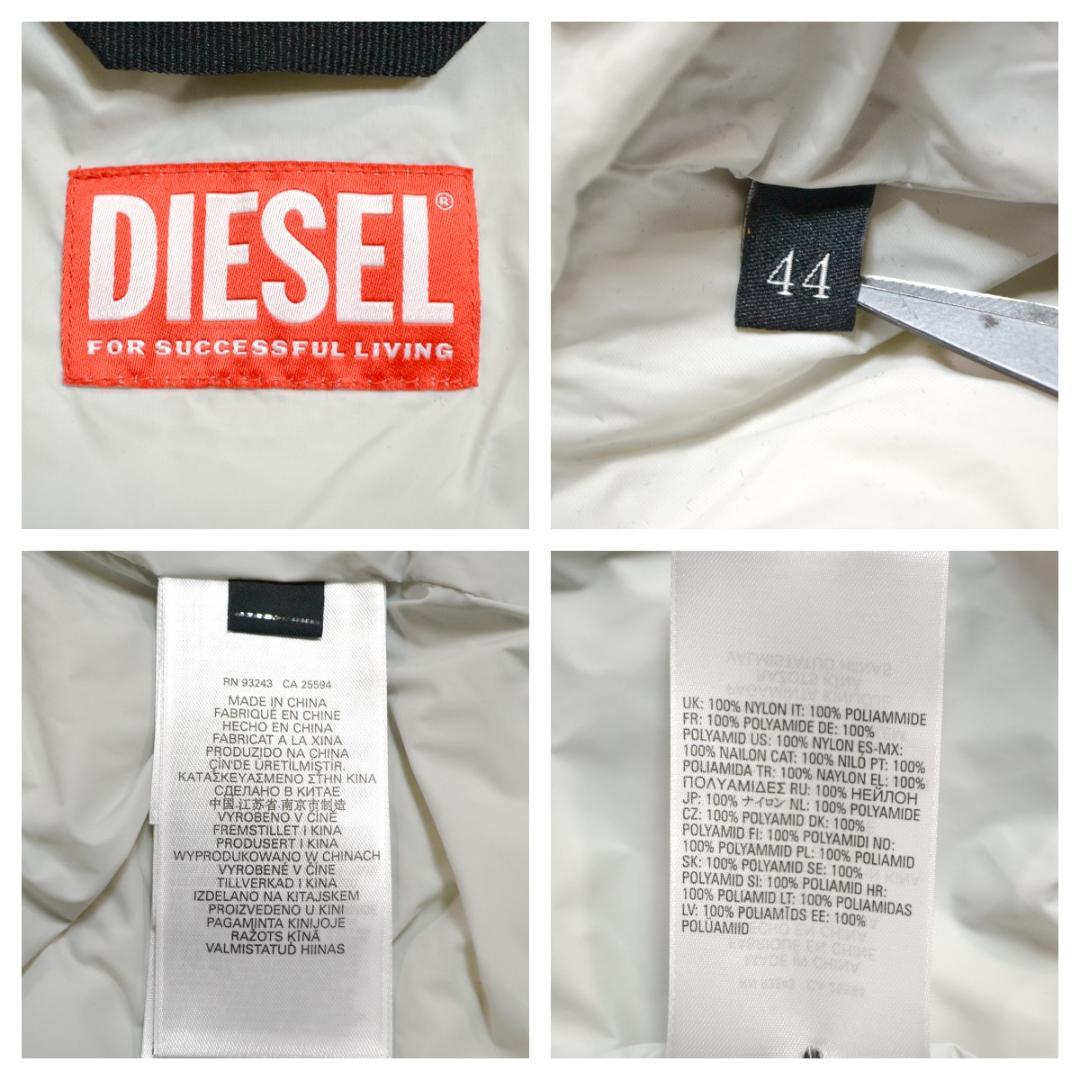 DIESEL®
FOR SUCCESSFUL LIVING
44
RN 93243 CA 25594
MADE IN CHINA
FABRIQUÉ EN CHINE
HECHO EN CHINA
FABRICAT A LA XINA
PRODUZIDO NA CHINA
ÇİN'DE ÜRETİLMİŞTİR.
ΚΑΤΑΣΚΕΥΑΣΜΕΝΟ ΣΤΗΝ ΚΙΝΑ
СДЕЛАНО В КИТАЕ
中国.江苏省.南京市制造
VYROBENO V ČÍNĚ
FREMSTILLET I KINA
PRODUSERT I KINA
WYPRODUKOWANO W CHINACH
VYROBENÉ V ČÍNE
TILLVERKAD I KINA
IZDELANO NA KITAJSKEM
PROIZVEDENO U KINI
PAGAMINTA KINIJOJE
RAŽOTS ĶĪNĀ
VALMISTATUD HIINAS
UK: 100% NYLON IT: 100% POLIAMMIDE
FR: 100% POLYAMIDE DE: 100%
POLYAMID US: 100% NYLON ES-MX:
100% NAILON CAT: 100% NILÓ PT: 100%
POLIAMIDA TR: 100% NAYLON EL: 100%
ΠΟΛΥΑΜΙΔΕΣ RU: 100% НЕЙЛОН
JP: 100% ナイロン NL: 100% POLYAMIDE
CZ: 100% POLYAMID DK: 100%
POLYAMID FI: 100% POLYAMIDI NO:
100% POLYAMMID PL: 100% POLIAMID
SK: 100% POLYAMID SE: 100%
POLYAMID SI: 100% POLIAMID HR:
100% POLIAMID LT: 100% POLIAMIDAS
LV: 100% POLIAMĪDS EE: 100%
POLÜAMIID